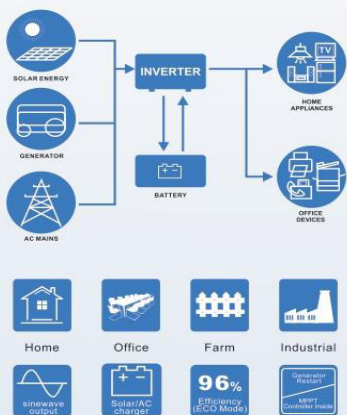 SOLAR ENERGY
INVERTER
TV
HOME
APPLIANCES
GENERATOR
BATTERY
OFFICE
DEVICES
AC MAINS
Home
Office
Farm
Industrial
sinewave
output
Solar/AC
charger
96%
Efficiency
(ECO Mode)
Generator
Restart
MPPT
Controller Inside